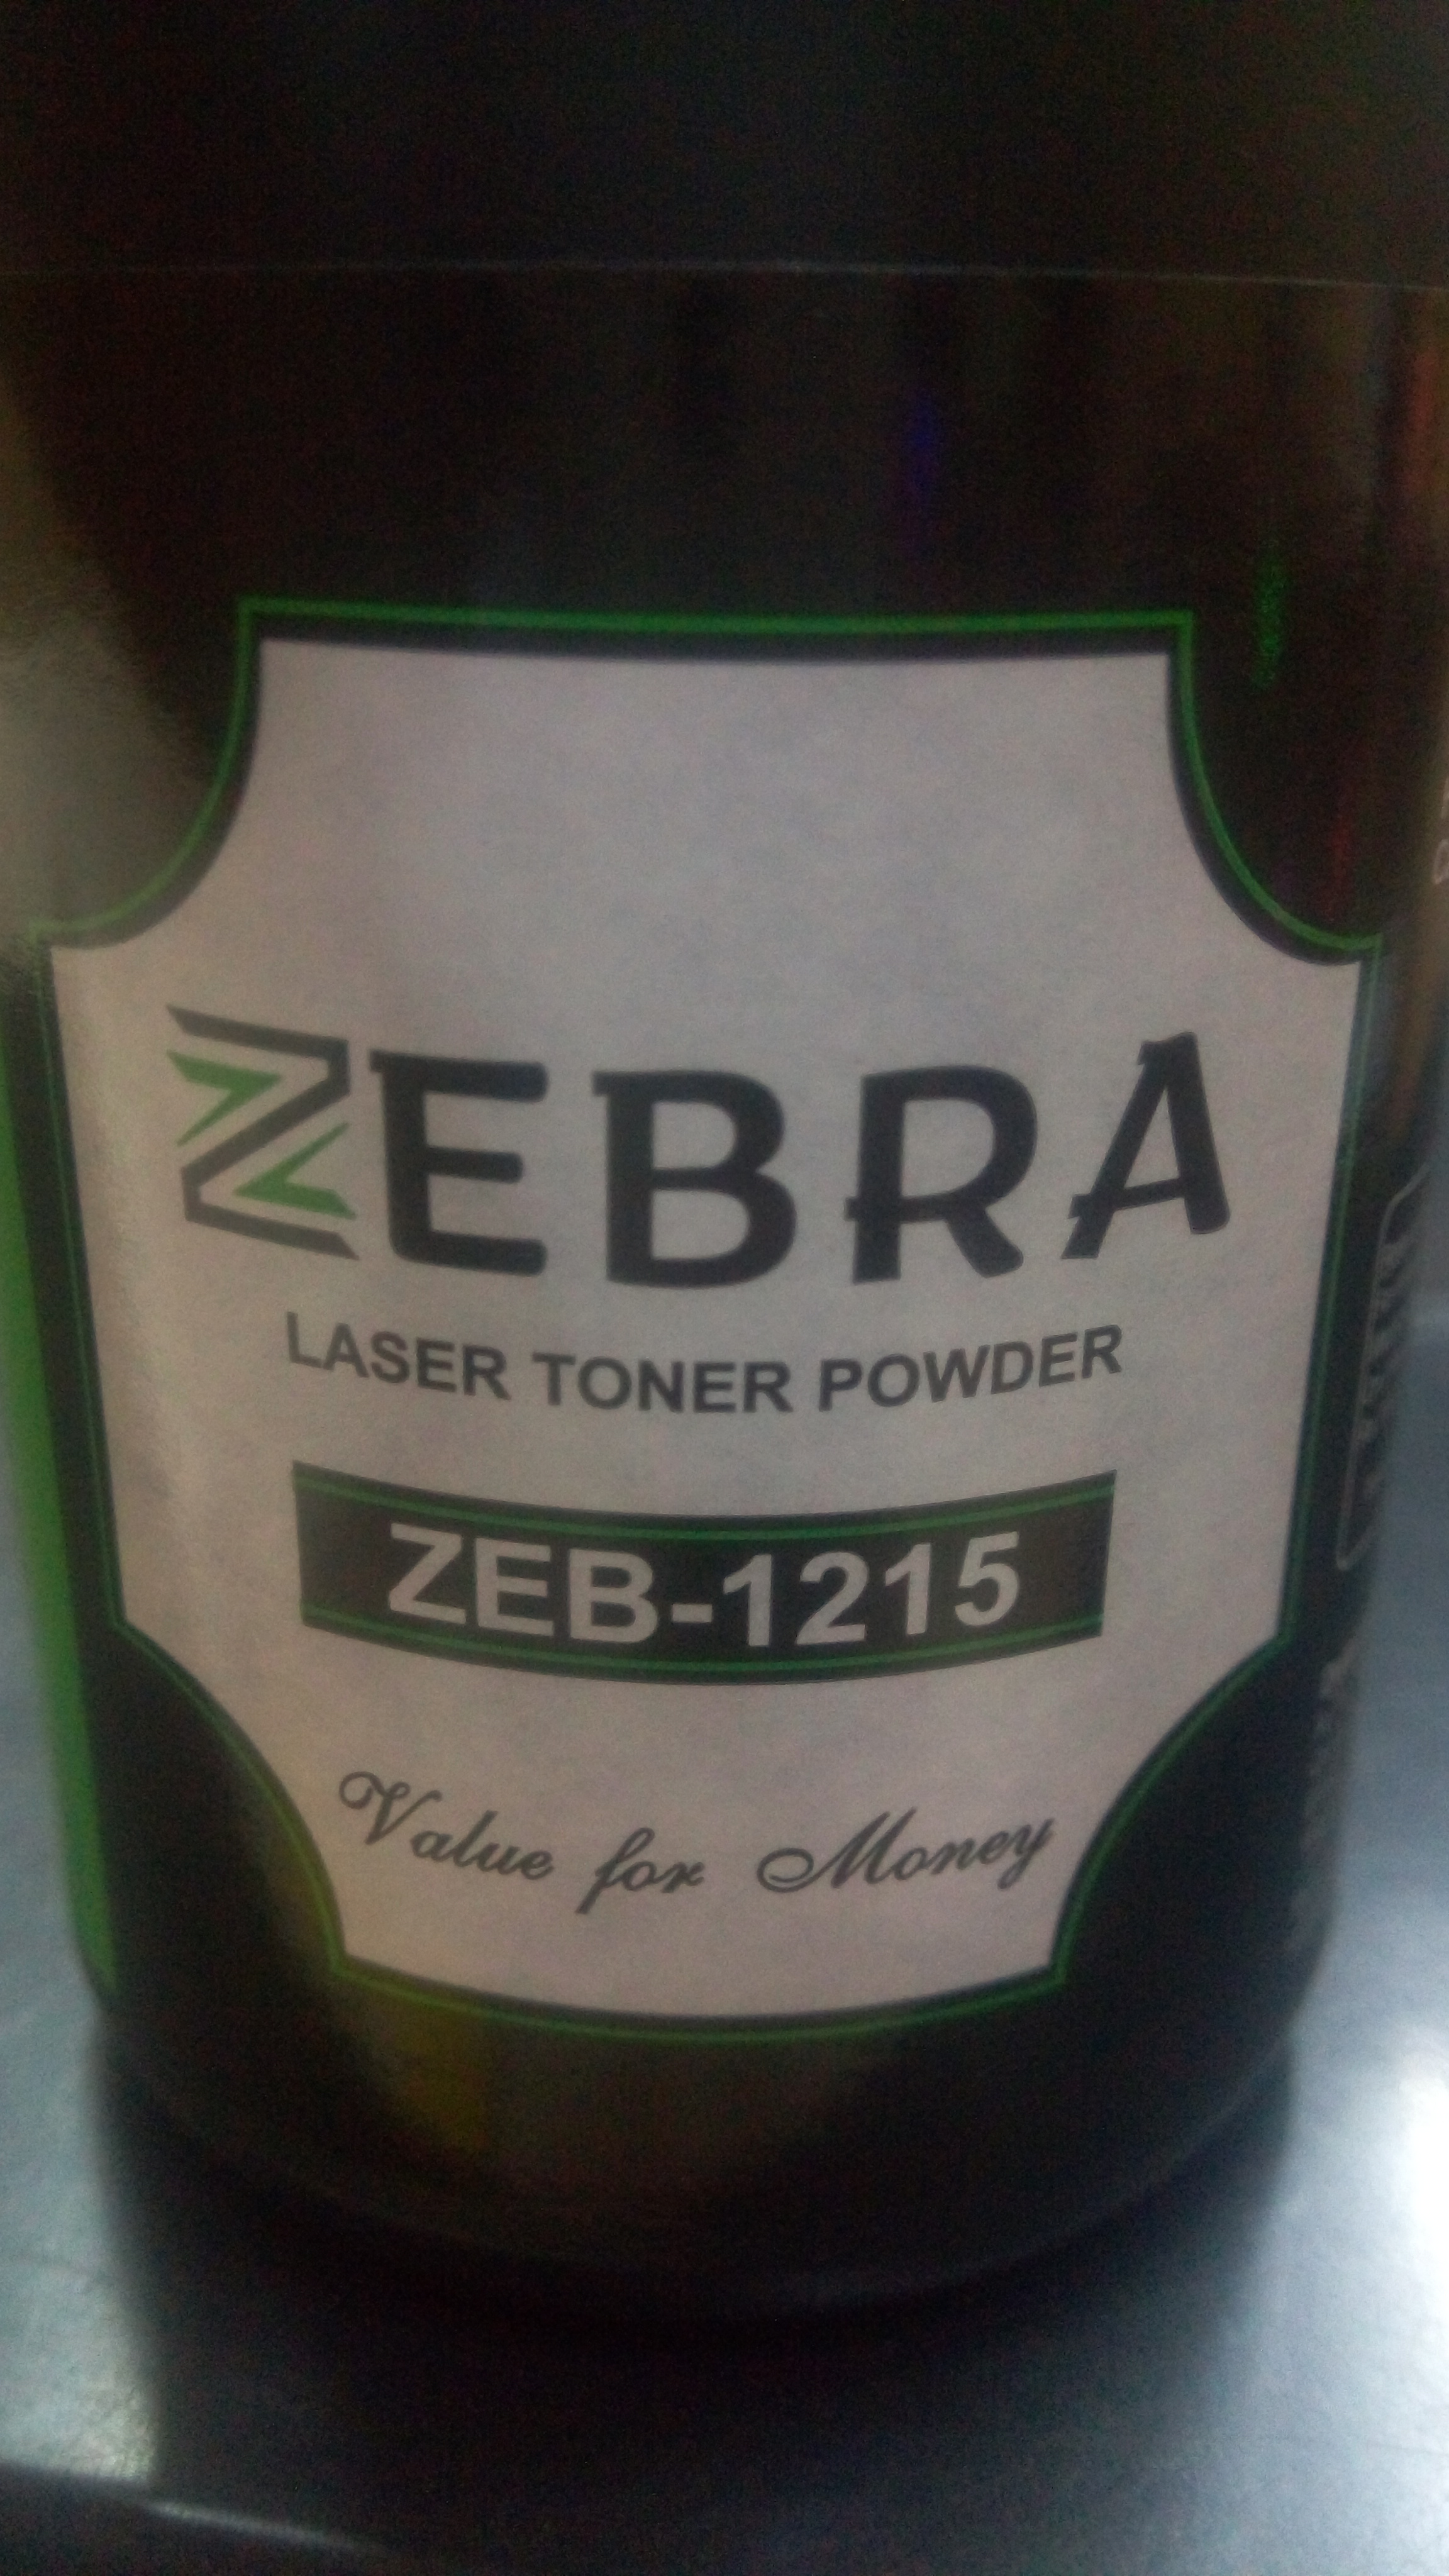 ZEBRA
LASER TONER POWDER
ZEB-1215
Value for Money